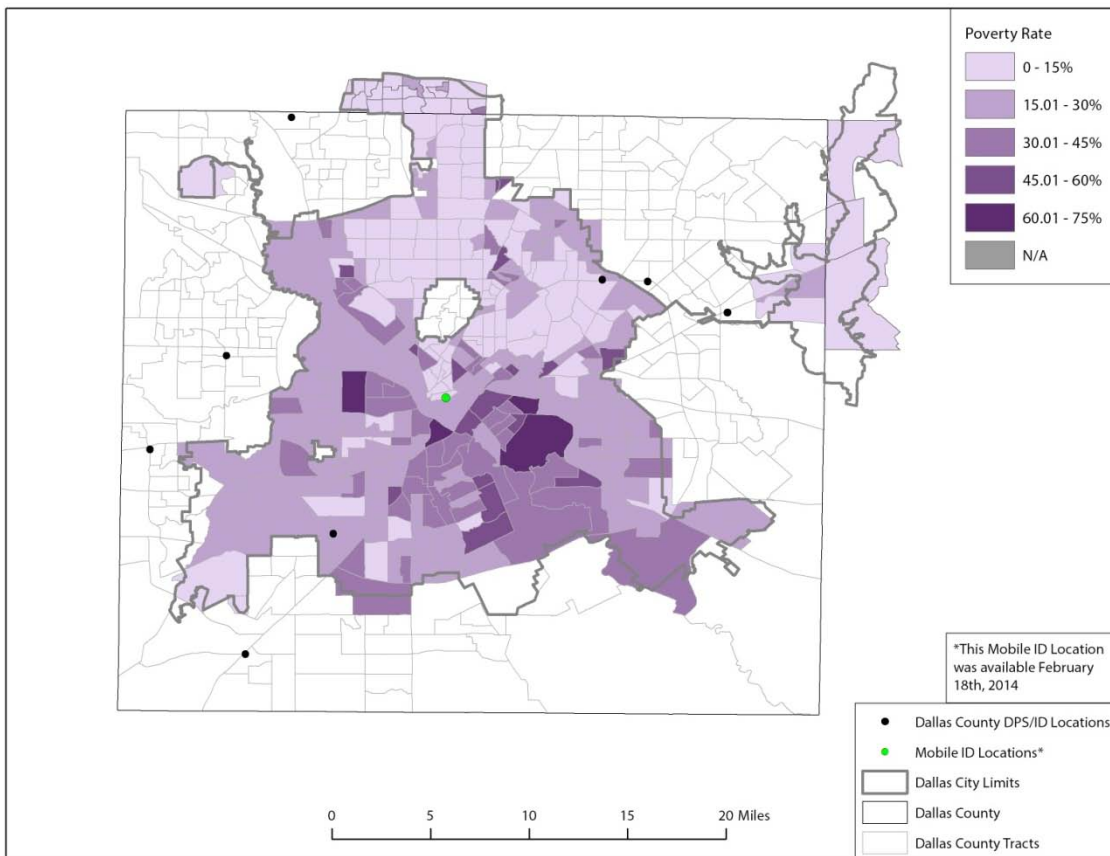 Poverty Rate
0 - 15%
15.01 - 30%
30.01 - 45%
45.01 - 60%
60.01 - 75%
N/A
*This Mobile ID Location
was available February
18th, 2014
Dallas County DPS/ID Locations
Mobile ID Locations*
Dallas City Limits
Dallas County
Dallas County Tracts
0 5 10 15 20 Miles